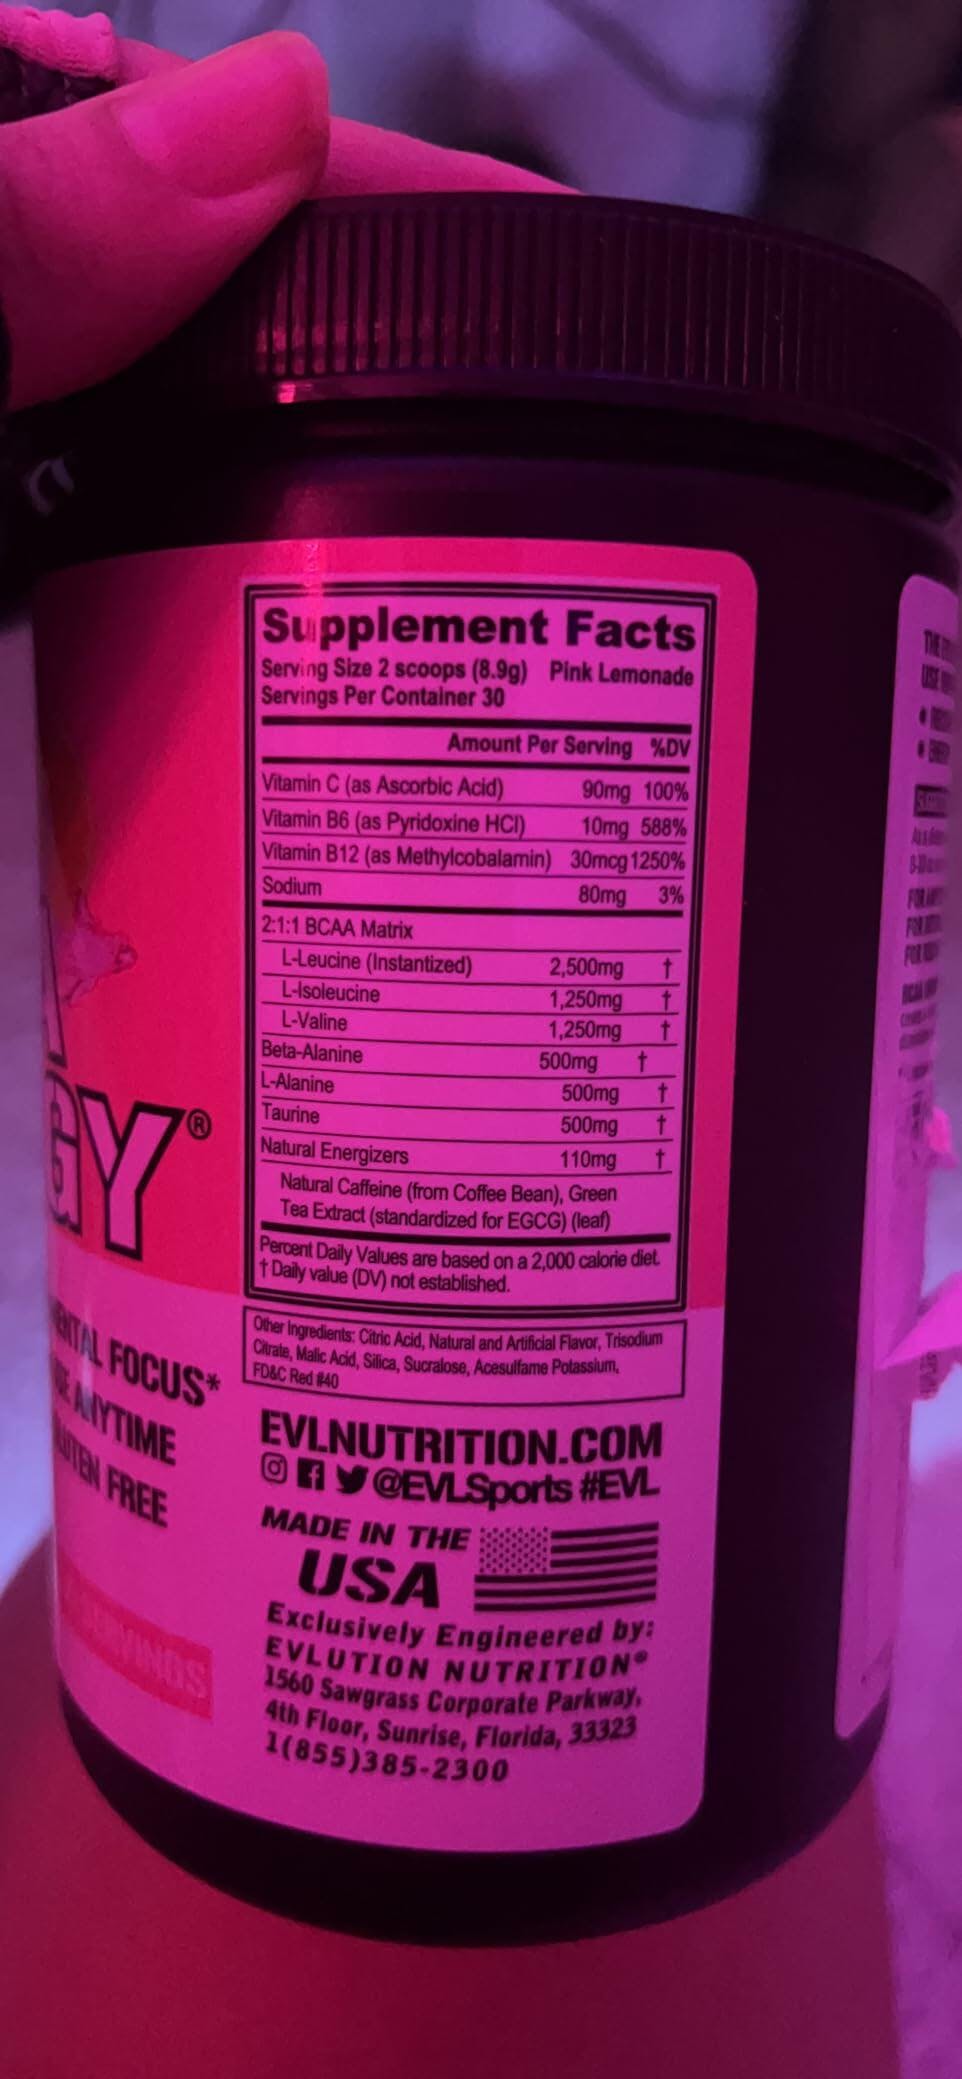 GY®
MENTAL FOCUS*
USE ANYTIME
GLUTEN FREE
SERVINGS
Supplement Facts
Serving Size 2 scoops (8.9g) Pink Lemonade
Servings Per Container 30
Amount Per Serving %DV
Vitamin C (as Ascorbic Acid) 90mg 100%
Vitamin B6 (as Pyridoxine HCl) 10mg 588%
Vitamin B12 (as Methylcobalamin) 30mcg 1250%
Sodium 80mg 3%
2:1:1 BCAA Matrix
L-Leucine (Instantized) 2,500mg †
L-Isoleucine 1,250mg †
L-Valine 1,250mg †
Beta-Alanine 500mg †
L-Alanine 500mg †
Taurine 500mg †
Natural Energizers 110mg †
Natural Caffeine (from Coffee Bean), Green
Tea Extract (standardized for EGCG) (leaf)
Percent Daily Values are based on a 2,000 calorie diet.
† Daily value (DV) not established.
Other Ingredients: Citric Acid, Natural and Artificial Flavor, Trisodium
Citrate, Malic Acid, Silica, Sucralose, Acesulfame Potassium,
FD&C Red #40
EVLNUTRITION.COM
@EVLSports #EVL
MADE IN THE
USA
Exclusively Engineered by:
EVLUTION NUTRITION®
1560 Sawgrass Corporate Parkway,
4th Floor, Sunrise, Florida, 33323
1(855)385-2300
THE
USE